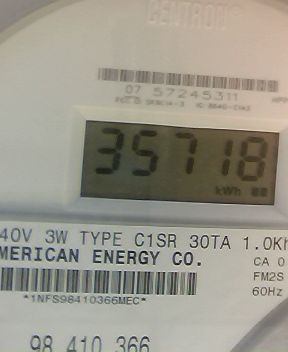 CENTRON®
07 57245311
35718
kWh
40V 3W TYPE C1SR 30TA 1.0Kh
MERICAN ENERGY CO.
CA 0
FM2S
60Hz
*1NFS98410366MEC*
98 410 366